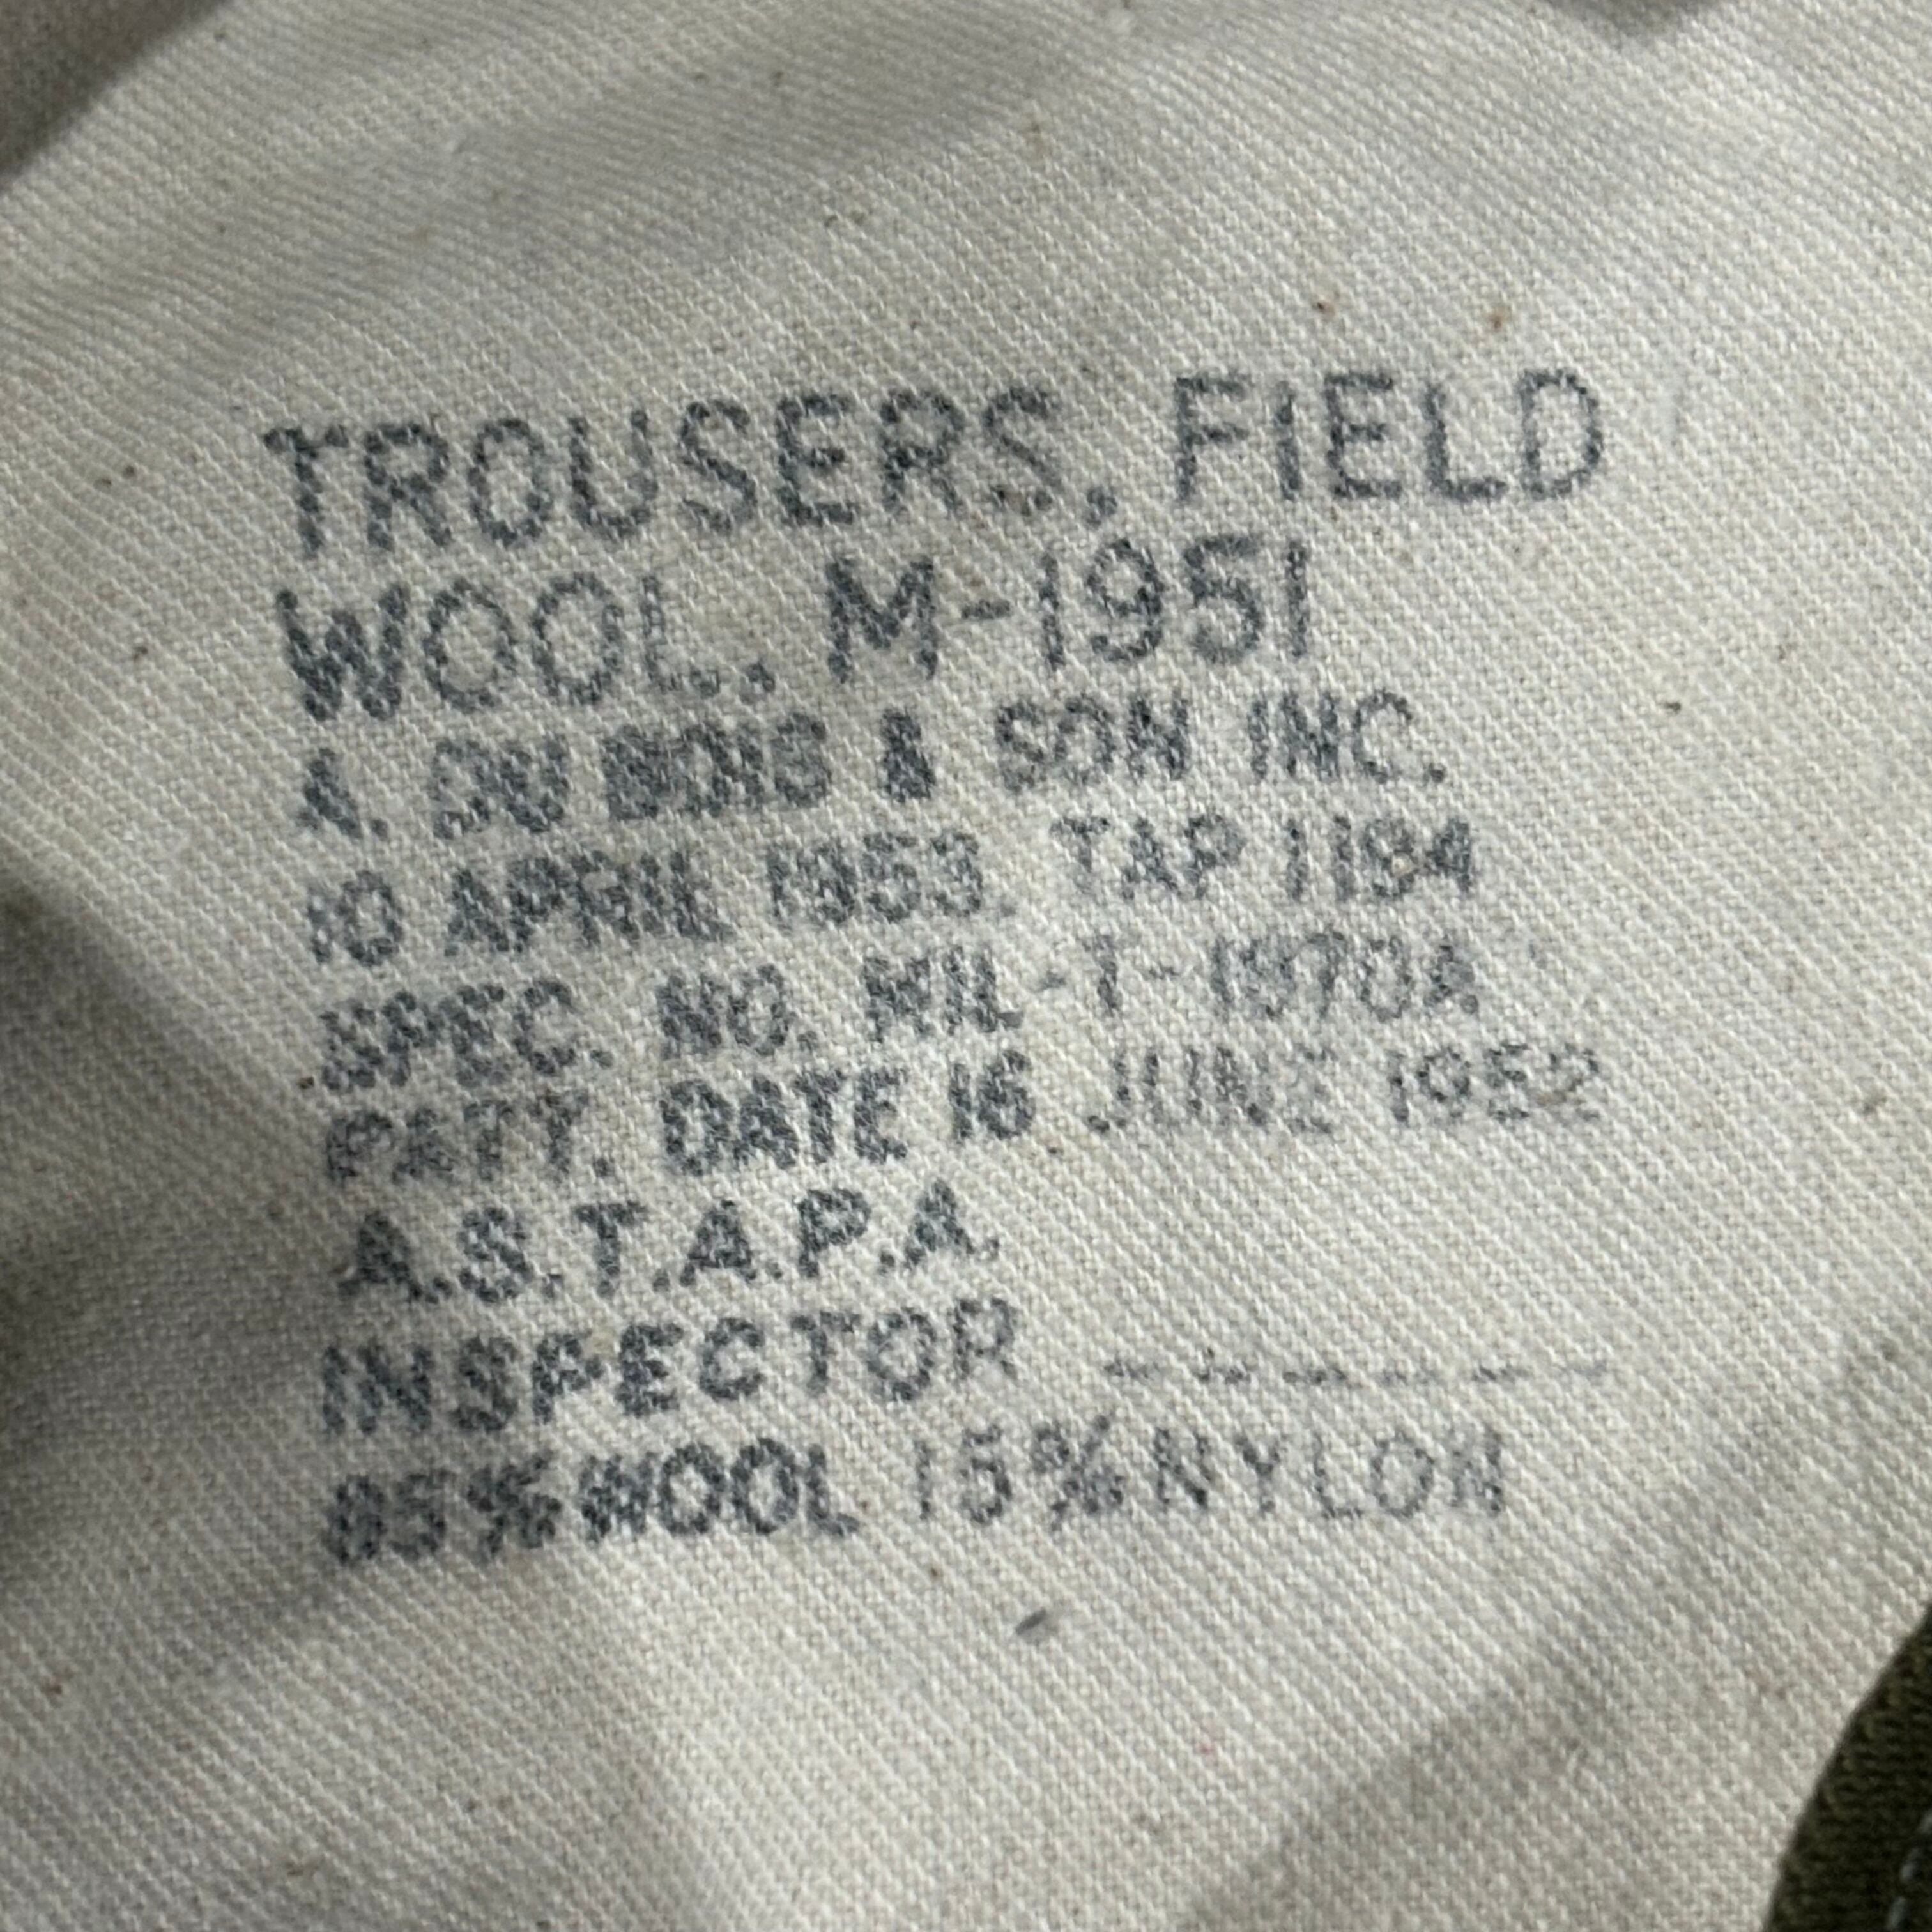 TROUSERS, FIELD
WOOL, M-1951
A. DU BOIS & SON INC.
10 APRIL 1953. TAP 1184
SPEC. NO. MIL-T-1870A
PATT. DATE 16 JUNE 1952
A.S.T.A.P.A.
INSPECTOR ------
85% WOOL 15% NYLON